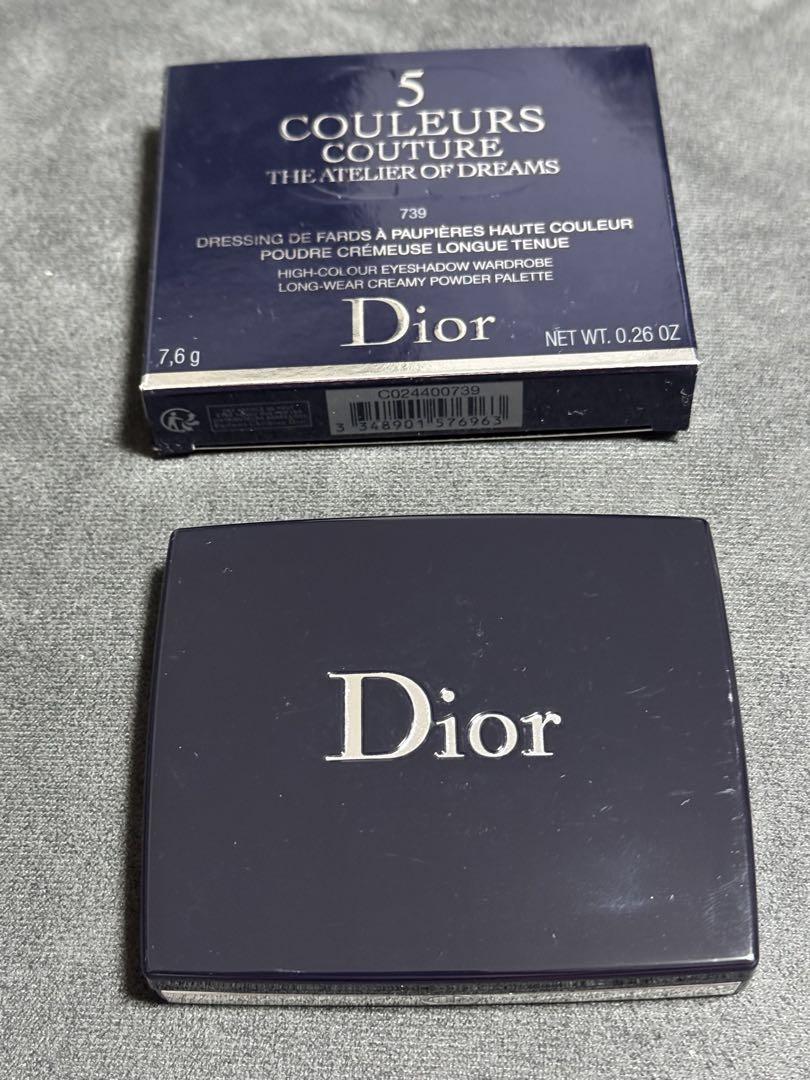 5
COULEURS
COUTURE
THE ATELIER OF DREAMS
739
DRESSING DE FARDS À PAUPIÈRES HAUTE COULEUR
POUDRE CRÉMEUSE LONGUE TENUE
HIGH-COLOUR EYESHADOW WARDROBE
LONG-WEAR CREAMY POWDER PALETTE
Dior
7,6 g
NET WT. 0.26 OZ
C024400739
3 348901 576963
Dior